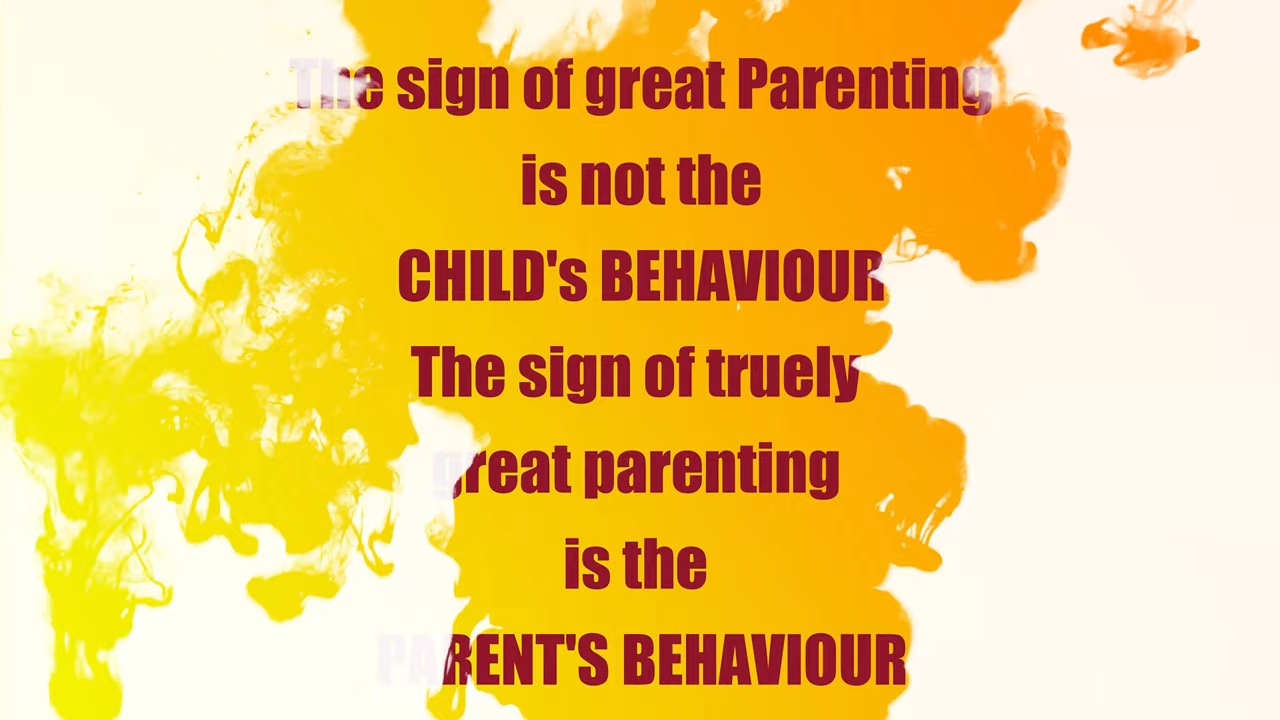 The sign of great Parenting
is not the
CHILD's BEHAVIOUR
The sign of truely
great parenting
is the
PARENT'S BEHAVIOUR